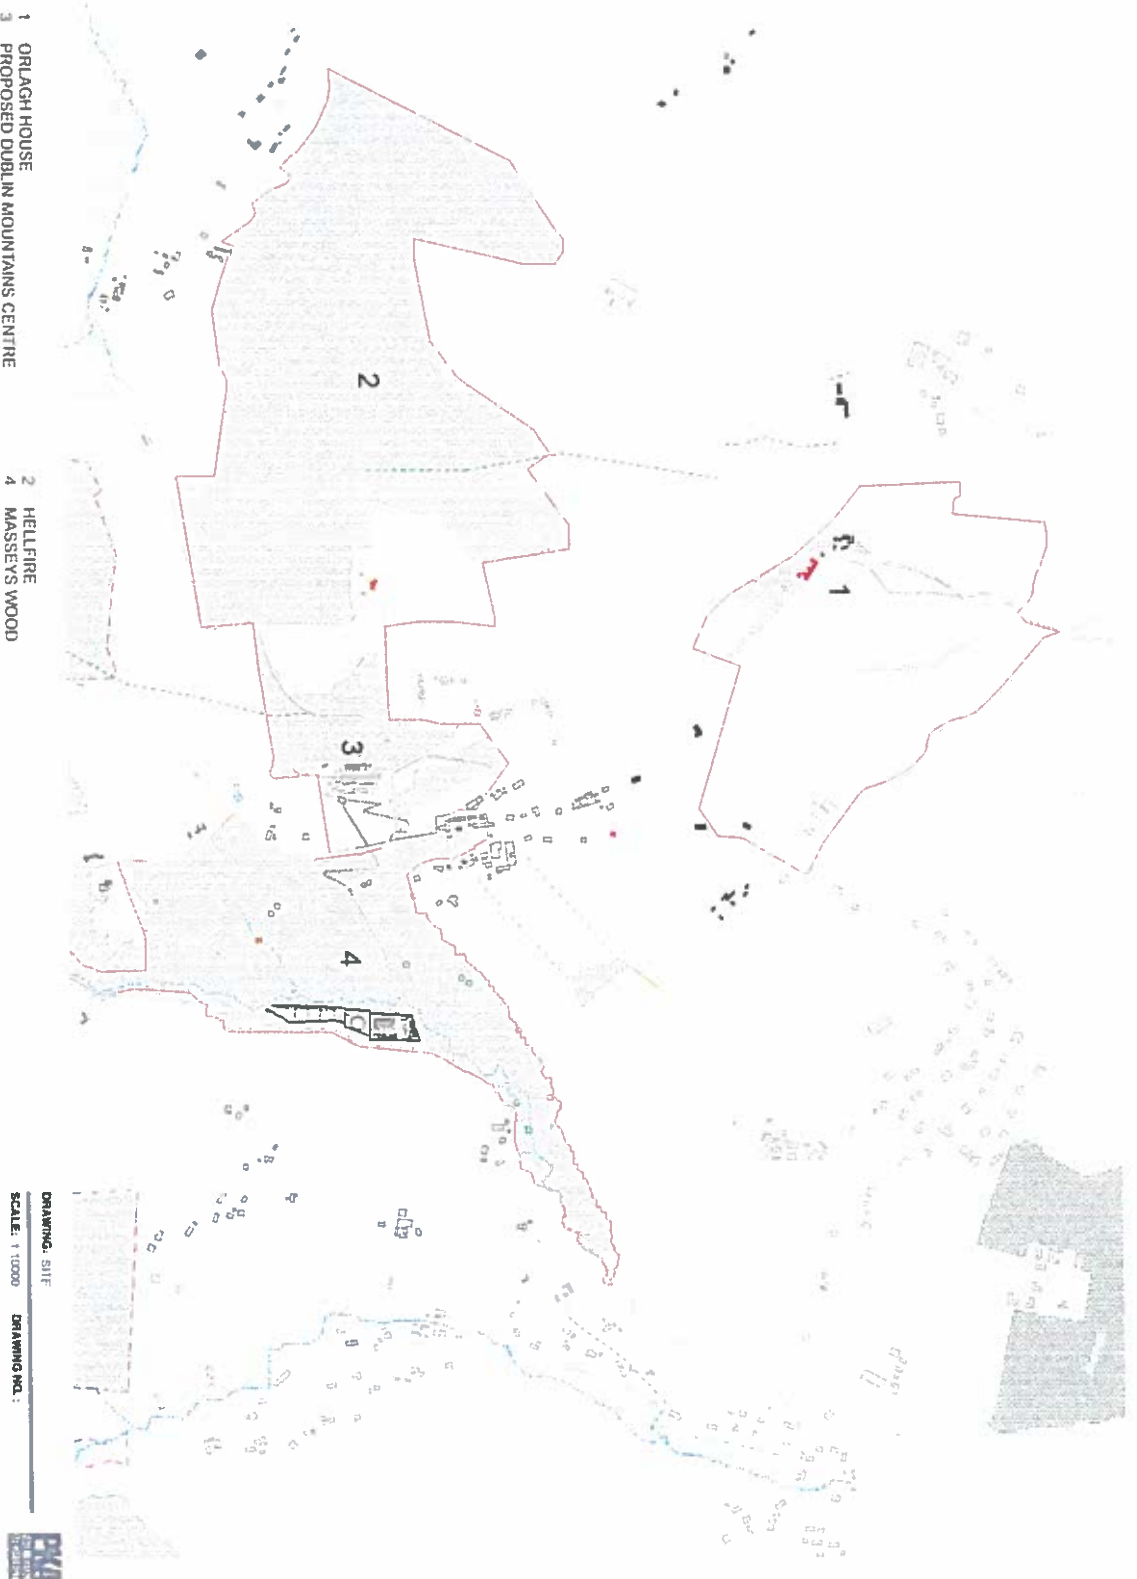 2
1
3
4
1 ORLAGH HOUSE
3 PROPOSED DUBLIN MOUNTAINS CENTRE
2 HELLFIRE
4 MASSEYS WOOD
DRAWING: SITE
SCALE: 1 10000 DRAWING NO. :